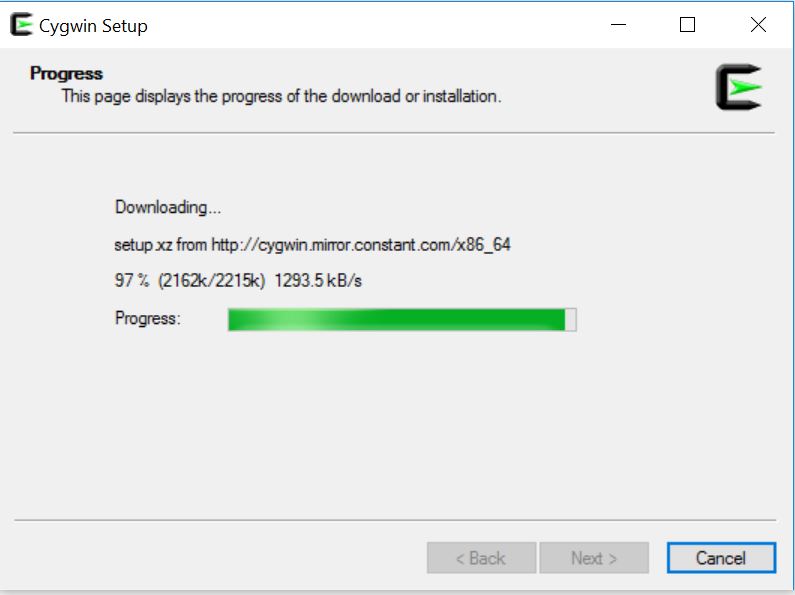 Cygwin Setup
Progress
This page displays the progress of the download or installation.
Downloading...
setup.xz from http://cygwin.mirror.constant.com/x86_64
97 % (2162k/2215k) 1293.5 kB/s
Progress:
< Back Next > Cancel